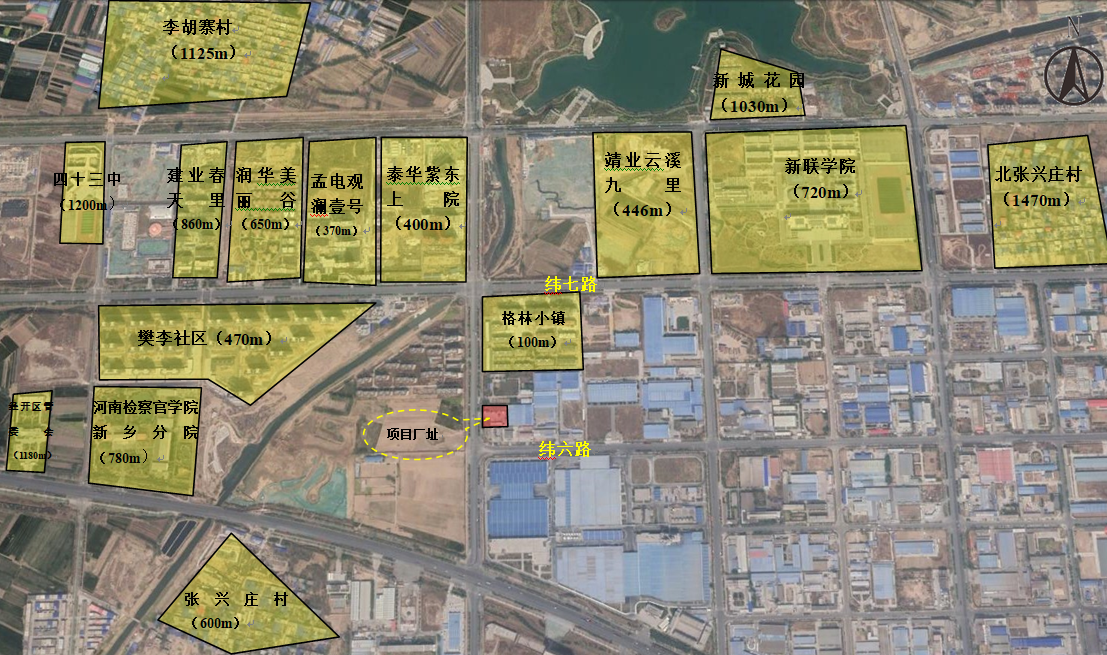 李胡寨村
（1125m）
N
新城花园
（1030m）
四十三中
（1200m）
建业春
天里
（860m）
润华美
丽谷
（650m）
孟电观
澜壹号
（370m）
泰华紫东
上院
（400m）
靖业云溪
九里
（446m）
新联学院
（720m）
北张兴庄村
（1470m）
纬七路
格林小镇
（100m）
樊李社区（470m）
河南检察官学院
新乡分院
（780m）
开区管
委会
（1180m）
项目厂址
纬六路
张兴庄村
（600m）